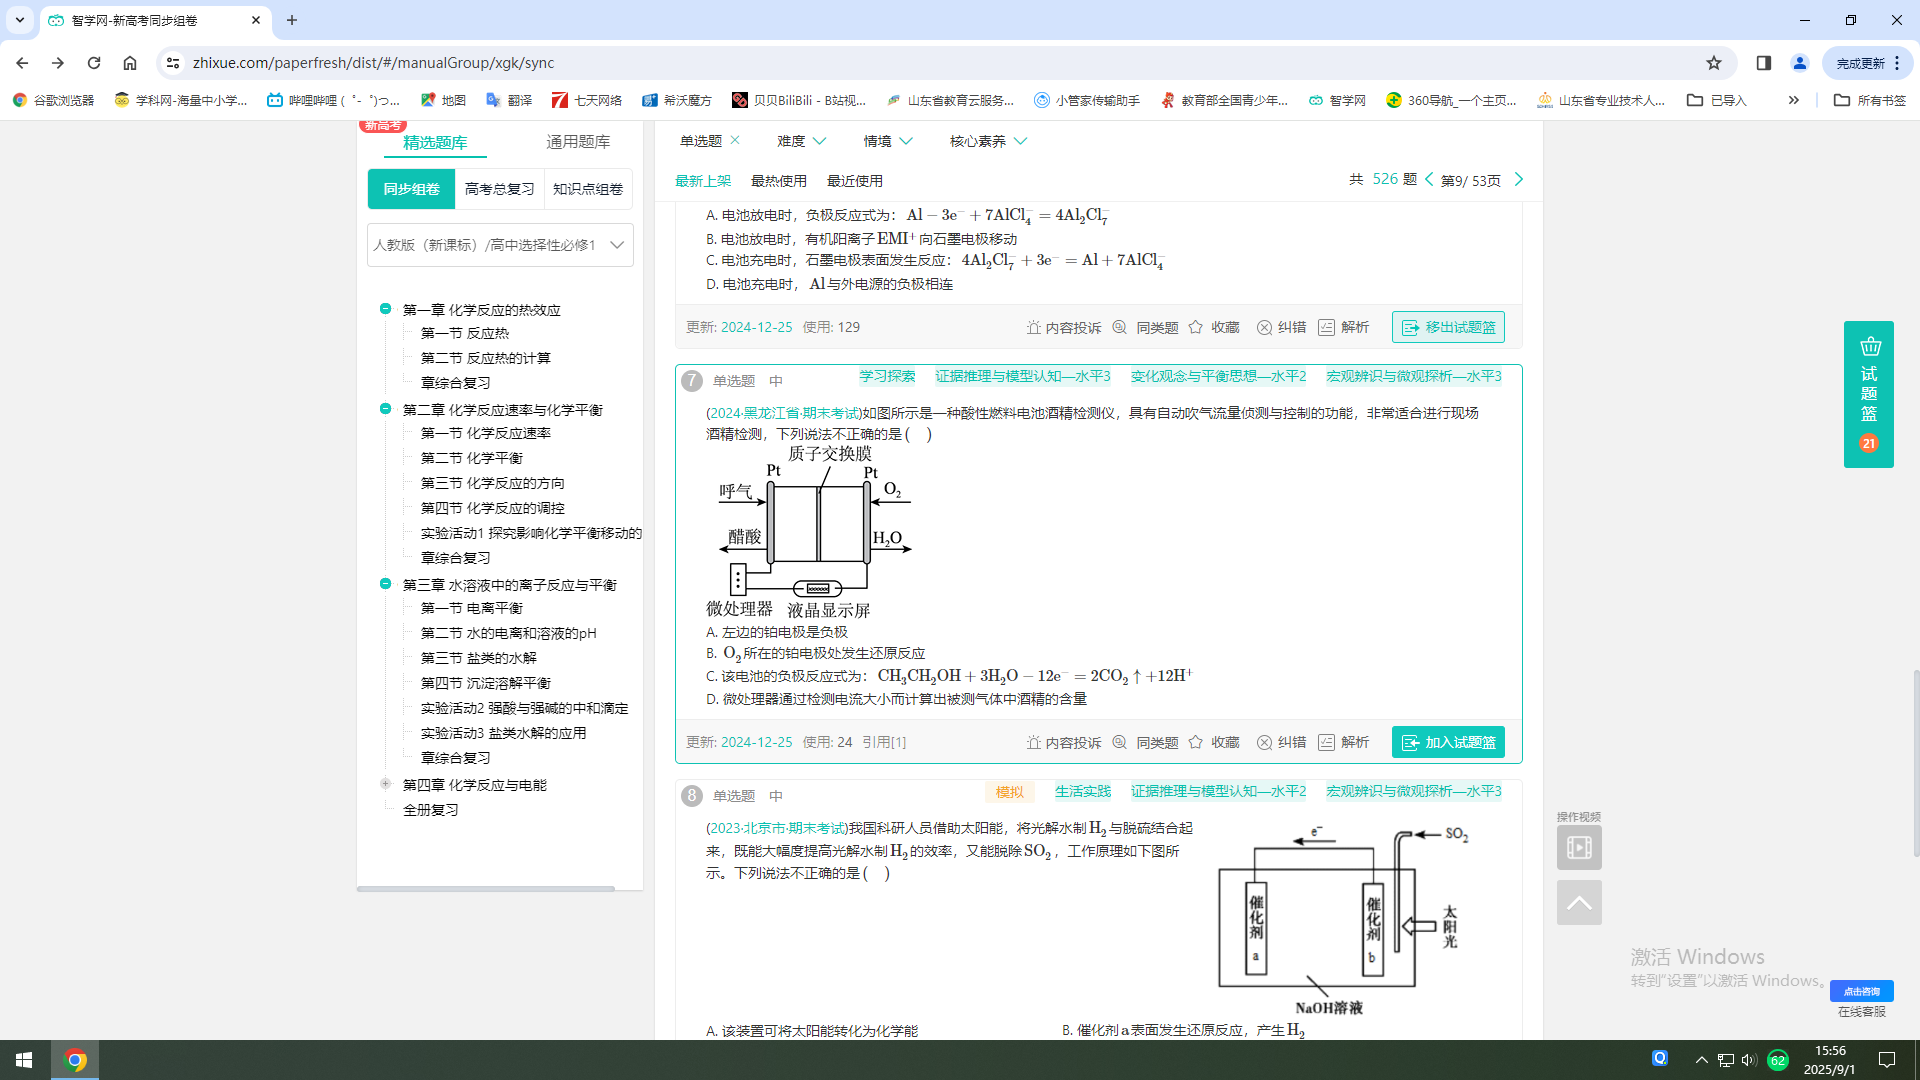 智学网-新高考同步组卷
zhixue.com/paperfresh/dist/#/manualGroup/xgk/sync
完成更新
谷歌浏览器
学科网-海量中小学...
哔哩哔哩 ( ゜- ゜)つ...
地图
翻译
七天网络
希沃魔方
贝贝BiliBili - B站视...
山东省教育云服务...
小管家传输助手
教育部全国青少年...
智学网
360导航_一个主页...
山东省专业技术人...
已导入
所有书签
新高考
精选题库 通用题库
同步组卷 高考总复习 知识点组卷
人教版（新课标）/高中选择性必修1
第一章 化学反应的热效应
第一节 反应热
第二节 反应热的计算
章综合复习
第二章 化学反应速率与化学平衡
第一节 化学反应速率
第二节 化学平衡
第三节 化学反应的方向
第四节 化学反应的调控
实验活动1 探究影响化学平衡移动的
章综合复习
第三章 水溶液中的离子反应与平衡
第一节 电离平衡
第二节 水的电离和溶液的pH
第三节 盐类的水解
第四节 沉淀溶解平衡
实验活动2 强酸与强碱的中和滴定
实验活动3 盐类水解的应用
章综合复习
第四章 化学反应与电能
全册复习
单选题 难度 情境 核心素养
最新上架 最热使用 最近使用 共 526 题 第9/ 53页
A. 电池放电时，负极反应式为：Al − 3e⁻ + 7AlCl₄⁻ = 4Al₂Cl₇⁻
B. 电池放电时，有机阳离子EMI⁺向石墨电极移动
C. 电池充电时，石墨电极表面发生反应：4Al₂Cl₇⁻ + 3e⁻ = Al + 7AlCl₄⁻
D. 电池充电时，Al与外电源的负极相连
更新: 2024-12-25 使用: 129 内容投诉 同类题 收藏 纠错 解析 移出试题篮
7 单选题 中 学习探索 证据推理与模型认知—水平3 变化观念与平衡思想—水平2 宏观辨识与微观探析—水平3
(2024·黑龙江省·期末考试)如图所示是一种酸性燃料电池酒精检测仪，具有自动吹气流量侦测与控制的功能，非常适合进行现场
酒精检测，下列说法不正确的是( )
质子交换膜
Pt Pt
呼气 O₂
醋酸 H₂O
微处理器 液晶显示屏
A. 左边的铂电极是负极
B. O₂所在的铂电极处发生还原反应
C. 该电池的负极反应式为：CH₃CH₂OH + 3H₂O − 12e⁻ = 2CO₂ ↑ +12H⁺
D. 微处理器通过检测电流大小而计算出被测气体中酒精的含量
更新: 2024-12-25 使用: 24 引用[1] 内容投诉 同类题 收藏 纠错 解析 加入试题篮
8 单选题 中 模拟 生活实践 证据推理与模型认知—水平2 宏观辨识与微观探析—水平3
(2023·北京市·期末考试)我国科研人员借助太阳能，将光解水制H₂与脱硫结合起
来，既能大幅度提高光解水制H₂的效率，又能脱除SO₂，工作原理如下图所
示。下列说法不正确的是( )
e⁻
SO₂
催化剂 a
催化剂 b
太阳光
NaOH溶液
A. 该装置可将太阳能转化为化学能 B. 催化剂a表面发生还原反应，产生H₂
试题篮
21
操作视频
激活 Windows
转到“设置”以激活 Windows。
点击咨询
在线客服
62
15:56
2025/9/1